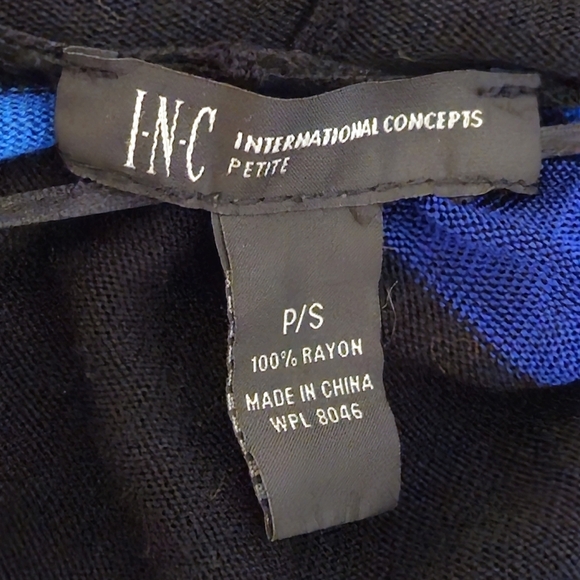 I·N·C INTERNATIONAL CONCEPTS
PETITE
P/S
100% RAYON
MADE IN CHINA
WPL 8046